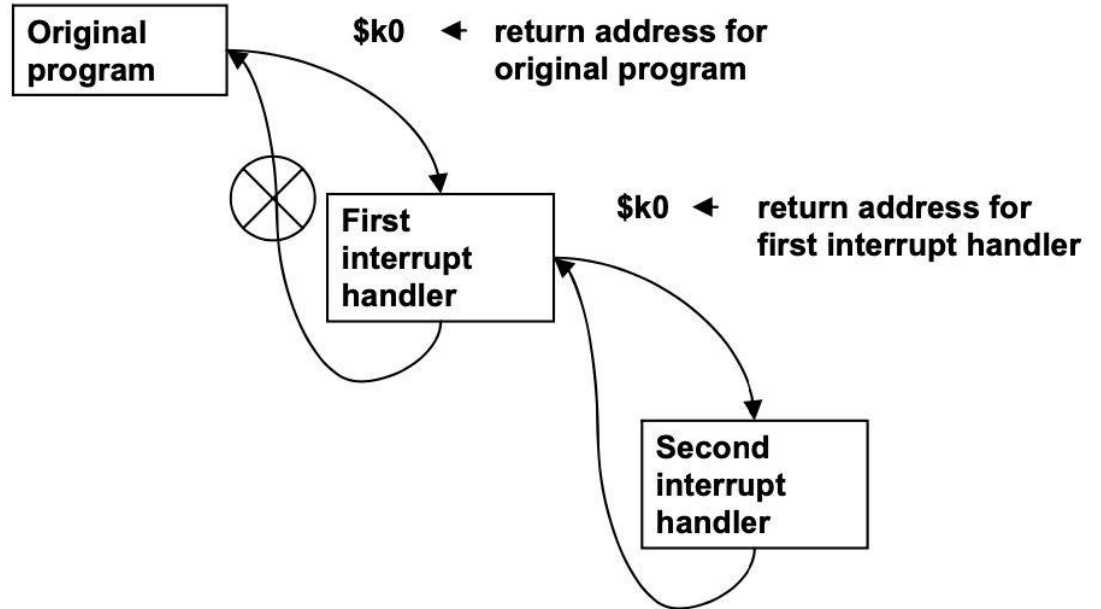 Original
program
$k0 ← return address for
original program
First
interrupt
handler
$k0 ← return address for
first interrupt handler
Second
interrupt
handler